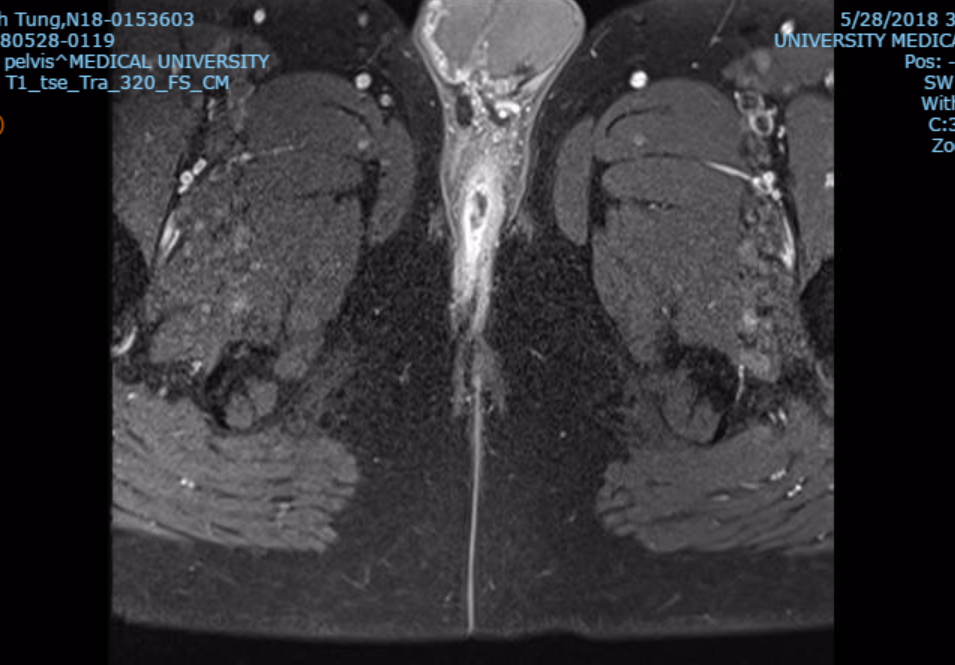 h Tung,N18-0153603
80528-0119
pelvis^MEDICAL UNIVERSITY
T1_tse_Tra_320_FS_CM
)
5/28/2018 3
UNIVERSITY MEDICA
Pos: -
SW
With
C:3
Zo